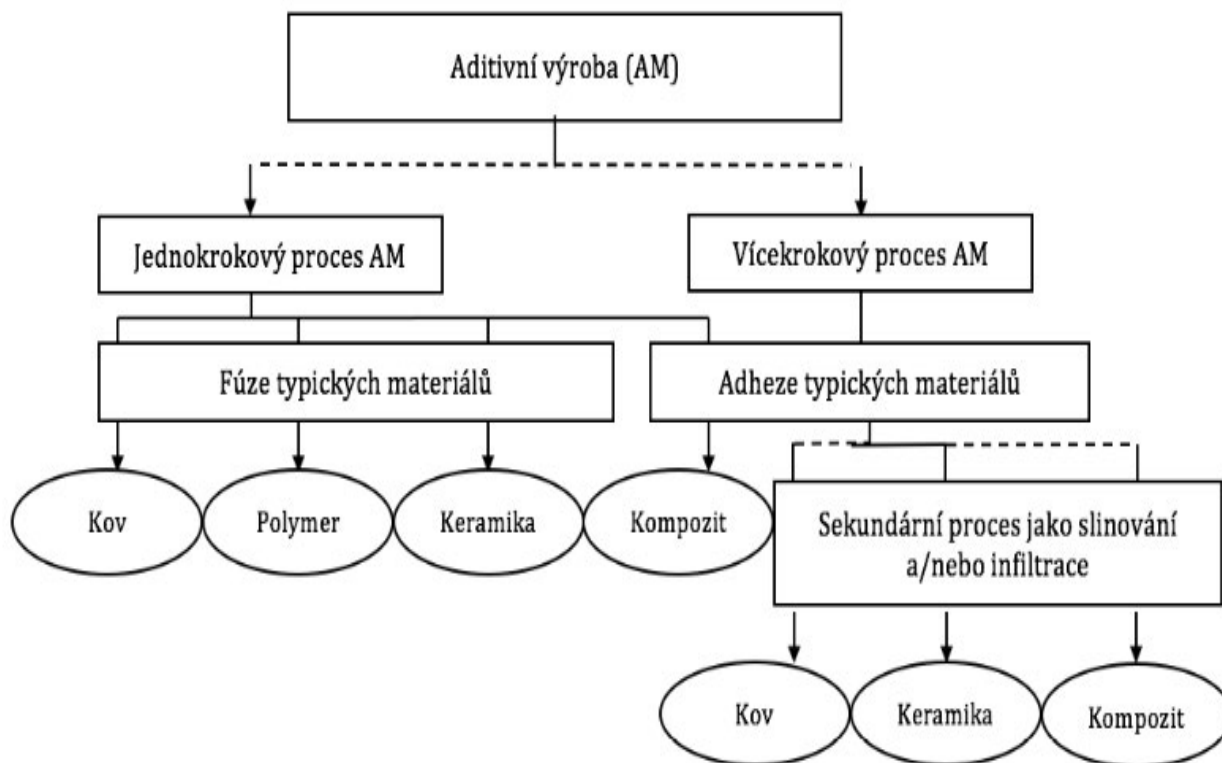 Aditivní výroba (AM)
Jednokrokový proces AM
Vícekrokový proces AM
Fúze typických materiálů
Adheze typických materiálů
Kov
Polymer
Keramika
Kompozit
Sekundární proces jako slinování
a/nebo infiltrace
Kov
Keramika
Kompozit